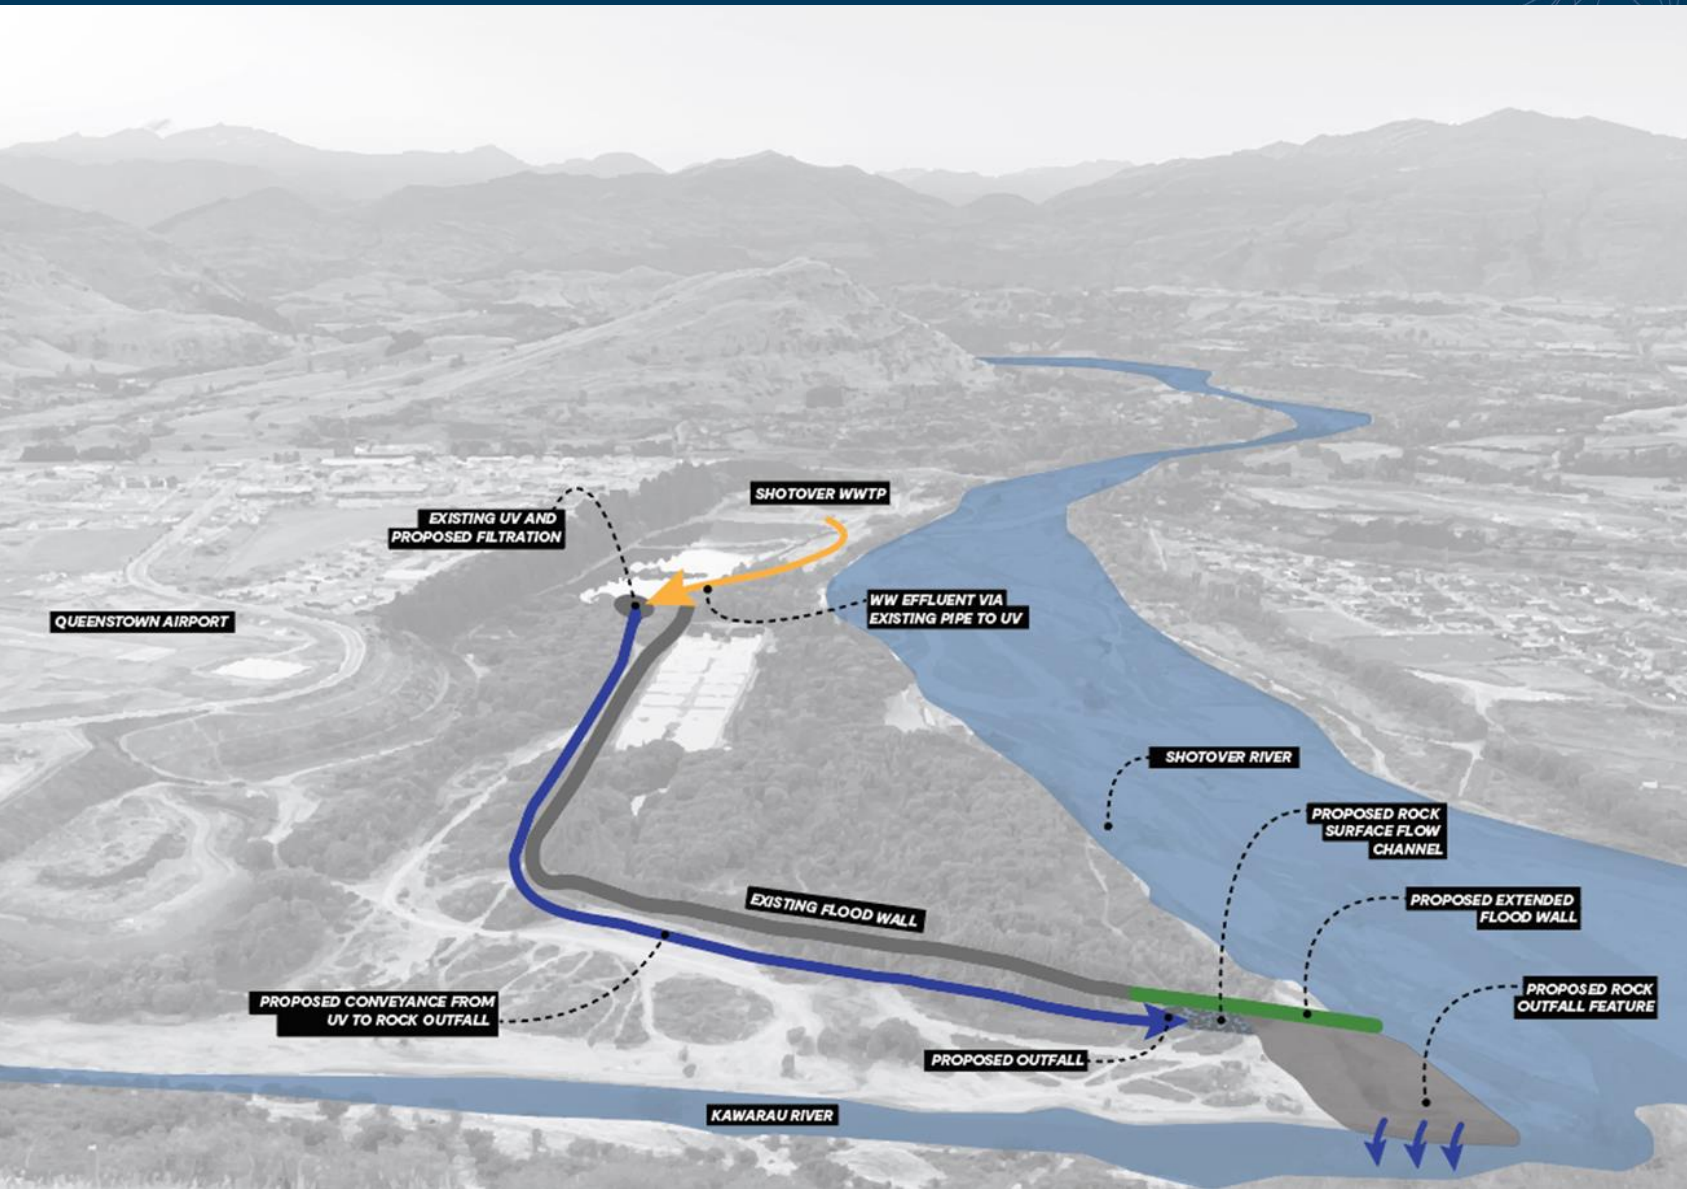 SHOTOVER WWTP
EXISTING UV AND
PROPOSED FILTRATION
WW EFFLUENT VIA
EXISTING PIPE TO UV
QUEENSTOWN AIRPORT
SHOTOVER RIVER
PROPOSED ROCK
SURFACE FLOW
CHANNEL
EXISTING FLOOD WALL
PROPOSED EXTENDED
FLOOD WALL
PROPOSED CONVEYANCE FROM
UV TO ROCK OUTFALL
PROPOSED ROCK
OUTFALL FEATURE
PROPOSED OUTFALL
KAWARAU RIVER